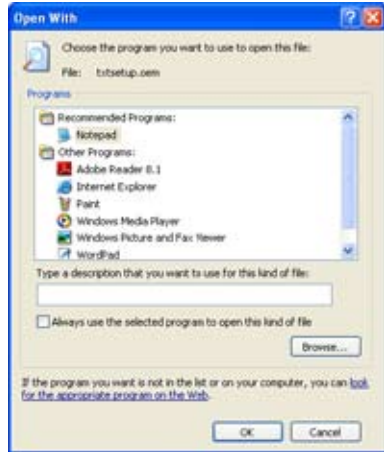 Open With
Choose the program you want to use to open this file:
File: txtsetup.oem
Programs
Recommended Programs:
Notepad
Other Programs:
Adobe Reader 8.1
Internet Explorer
Paint
Windows Media Player
Windows Picture and Fax Viewer
WordPad
Type a description that you want to use for this kind of file:
Always use the selected program to open this kind of file
Browse...
If the program you want is not in the list or on your computer, you can look
for the appropriate program on the Web.
OK Cancel